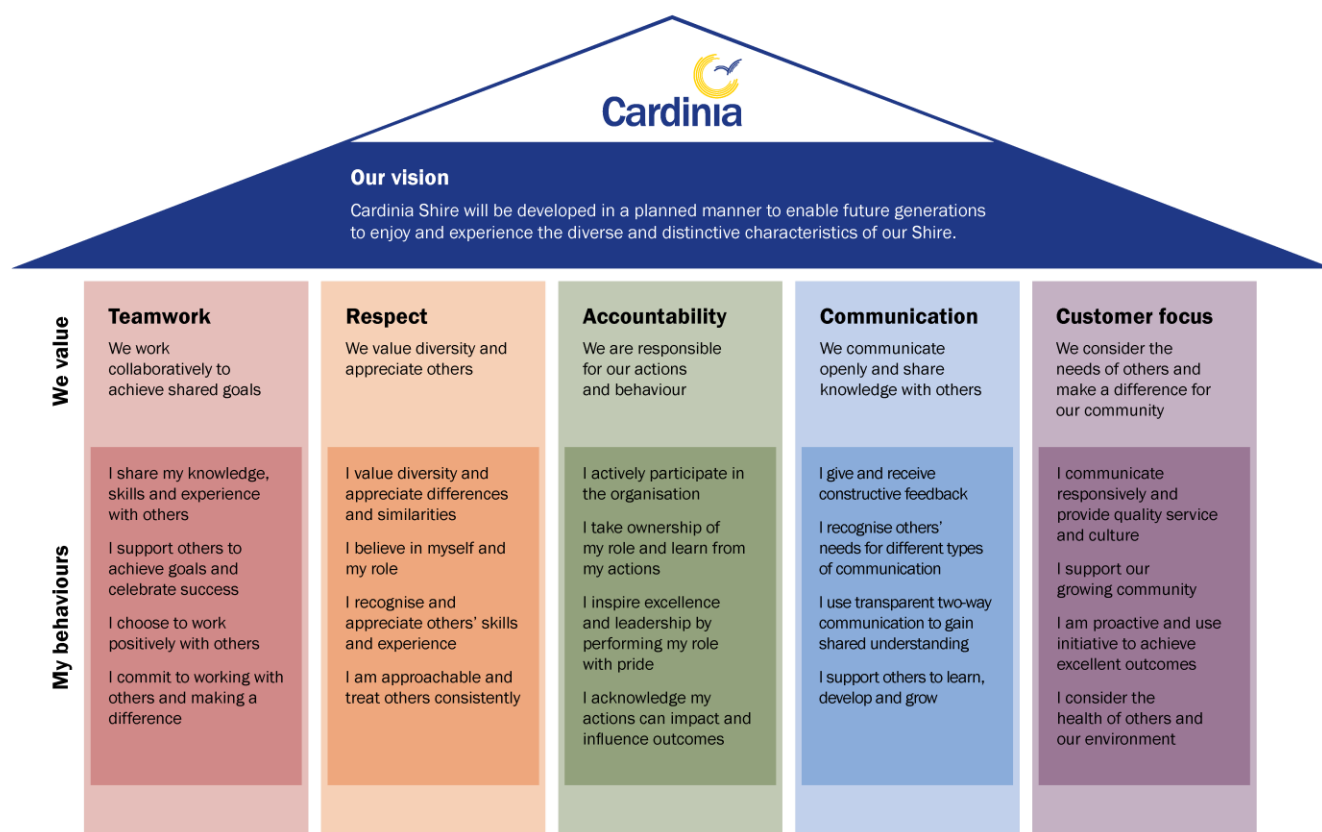 Cardinia
Our vision
Cardinia Shire will be developed in a planned manner to enable future generations
to enjoy and experience the diverse and distinctive characteristics of our Shire.
We value
Teamwork
We work
collaboratively to
achieve shared goals
Respect
We value diversity and
appreciate others
Accountability
We are responsible
for our actions
and behaviour
Communication
We communicate
openly and share
knowledge with others
Customer focus
We consider the
needs of others and
make a difference for
our community
My behaviours
I share my knowledge,
skills and experience
with others
I support others to
achieve goals and
celebrate success
I choose to work
positively with others
I commit to working with
others and making a
difference
I value diversity and
appreciate differences
and similarities
I believe in myself and
my role
I recognise and
appreciate others’ skills
and experience
I am approachable and
treat others consistently
I actively participate in
the organisation
I take ownership of
my role and learn from
my actions
I inspire excellence
and leadership by
performing my role
with pride
I acknowledge my
actions can impact and
influence outcomes
I give and receive
constructive feedback
I recognise others’
needs for different types
of communication
I use transparent two-way
communication to gain
shared understanding
I support others to learn,
develop and grow
I communicate
responsively and
provide quality service
and culture
I support our
growing community
I am proactive and use
initiative to achieve
excellent outcomes
I consider the
health of others and
our environment